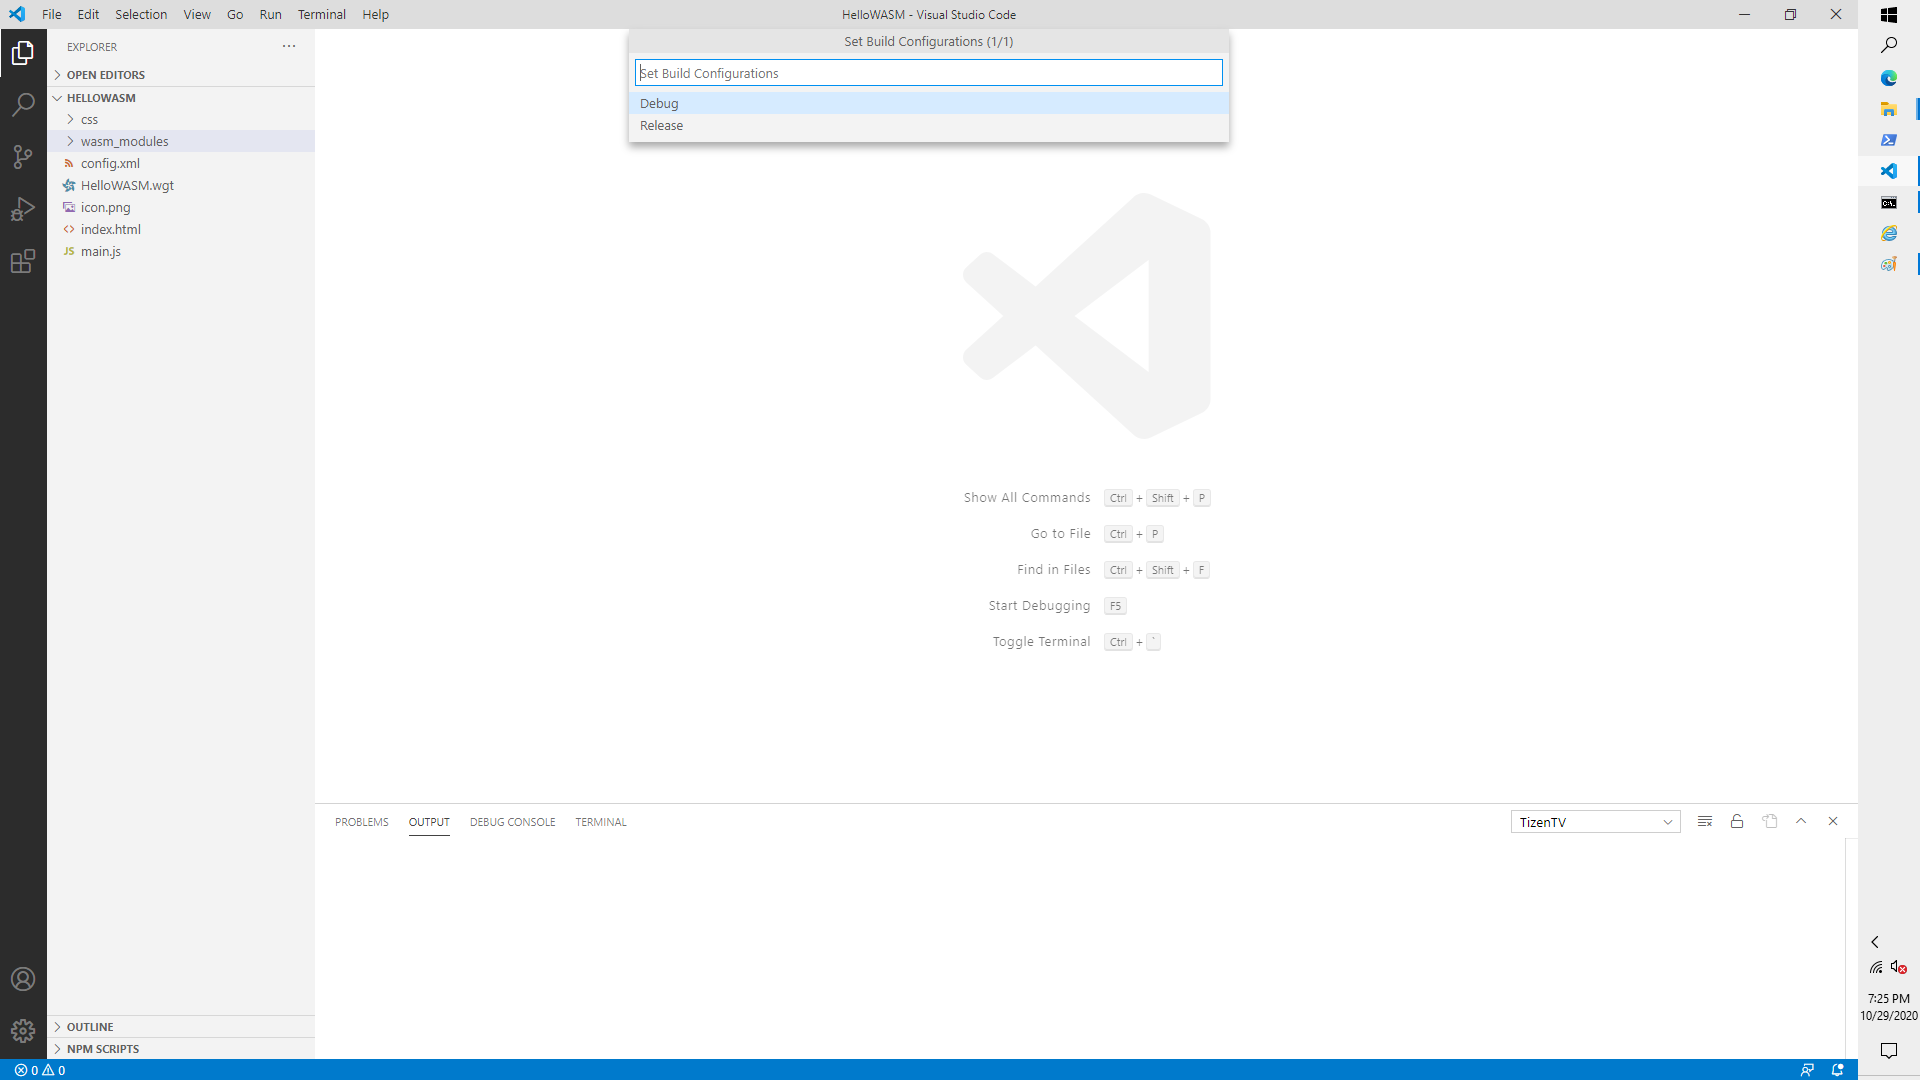 File Edit Selection View Go Run Terminal Help
HelloWASM - Visual Studio Code
EXPLORER
OPEN EDITORS
HELLOWASM
css
wasm_modules
config.xml
HelloWASM.wgt
icon.png
index.html
JS main.js
OUTLINE
NPM SCRIPTS
Set Build Configurations (1/1)
Set Build Configurations
Debug
Release
Show All Commands Ctrl + Shift + P
Go to File Ctrl + P
Find in Files Ctrl + Shift + F
Start Debugging F5
Toggle Terminal Ctrl + `
PROBLEMS OUTPUT DEBUG CONSOLE TERMINAL
TizenTV
0 0
7:25 PM
10/29/2020